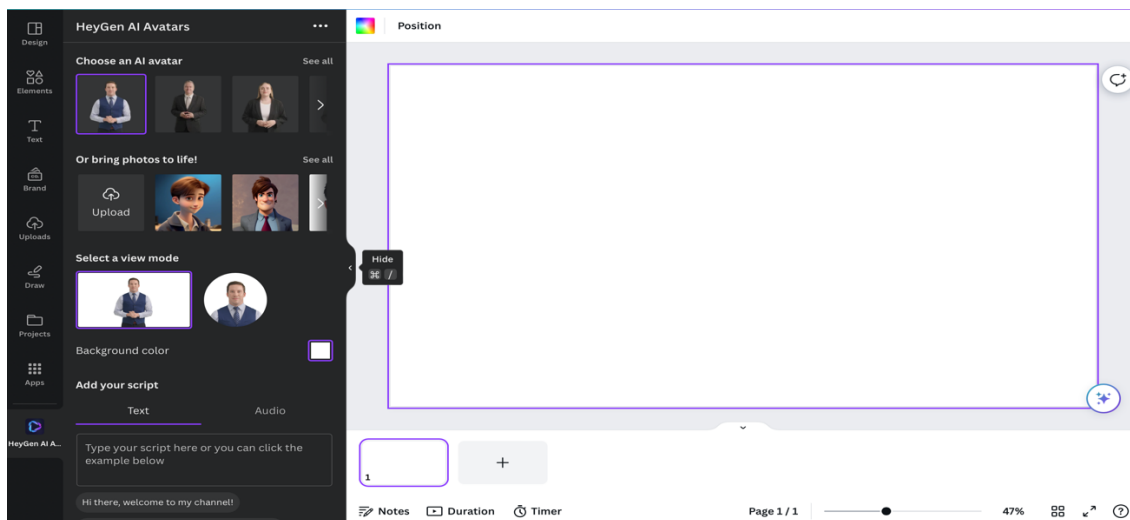 Design
Elements
Text
Brand
Uploads
Draw
Projects
Apps
HeyGen AI A...
HeyGen AI Avatars
Choose an AI avatar See all
Or bring photos to life! See all
Upload
Select a view mode
Background color
Add your script
Text Audio
Type your script here or you can click the
example below
Hi there, welcome to my channel!
Position
Hide
⌘ /
1
Notes Duration Timer Page 1 / 1 47%